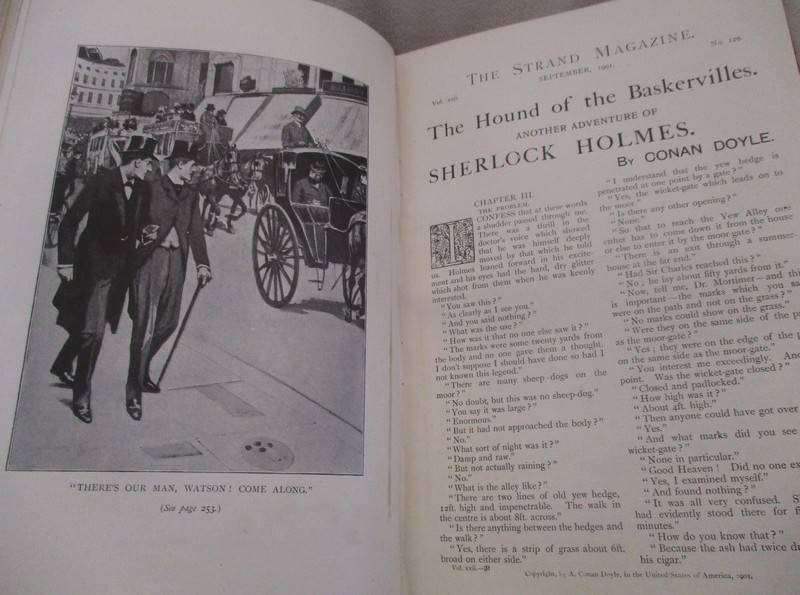 "THERE'S OUR MAN, WATSON! COME ALONG."
(See page 253.)
THE STRAND MAGAZINE.
Vol. xxii.
SEPTEMBER, 1901.
No. 129
The Hound of the Baskervilles.
ANOTHER ADVENTURE OF
SHERLOCK HOLMES.
BY CONAN DOYLE.
CHAPTER III.
THE PROBLEM.
I CONFESS that at these words
a shudder passed through me.
There was a thrill in the
doctor's voice which showed
that he was himself deeply
moved by that which he told
us. Holmes leaned forward in his excite-
ment and his eyes had the hard, dry glitter
which shot from them when he was keenly
interested.
"You saw this?"
"As clearly as I see you."
"And you said nothing?"
"What was the use?"
"How was it that no one else saw it?"
"The marks were some twenty yards from
the body and no one gave them a thought.
I don't suppose I should have done so had I
not known this legend."
"There are many sheep-dogs on the
moor?"
"No doubt, but this was no sheep-dog."
"You say it was large?"
"Enormous."
"But it had not approached the body?"
"No."
"What sort of night was it?"
"Damp and raw."
"But not actually raining?"
"No."
"What is the alley like?"
"There are two lines of old yew hedge,
12ft. high and impenetrable. The walk in
the centre is about 8ft. across."
"Is there anything between the hedges and
the walk?"
"Yes, there is a strip of grass about 6ft.
broad on either side."
Vol. xxii.—31
"I understand that the yew hedge is
penetrated at one point by a gate?"
"Yes, the wicket-gate which leads on to
the moor."
"Is there any other opening?"
"None."
"So that to reach the Yew Alley one
either has to come down it from the house
or else to enter it by the moor-gate?"
"There is an exit through a summer-
house at the far end."
"Had Sir Charles reached this?"
"No; he lay about fifty yards from it."
"Now, tell me, Dr. Mortimer—and this
is important—the marks which you saw
were on the path and not on the grass?"
"No marks could show on the grass."
"Were they on the same side of the
as the moor-gate?"
"Yes; they were on the edge of the
on the same side as the moor-gate."
"You interest me exceedingly. Another
point. Was the wicket-gate closed?"
"Closed and padlocked."
"How high was it?"
"About 4ft. high."
"Then anyone could have got over
"Yes."
"And what marks did you see
wicket-gate?"
"None in particular."
"Good Heaven! Did no one
"Yes, I examined myself."
"And found nothing?"
"It was all very confused.
had evidently stood there for
minutes."
"How do you know that?"
"Because the ash had twice
his cigar."
Copyright, by A. Conan Doyle, in the United States of America, 1901.